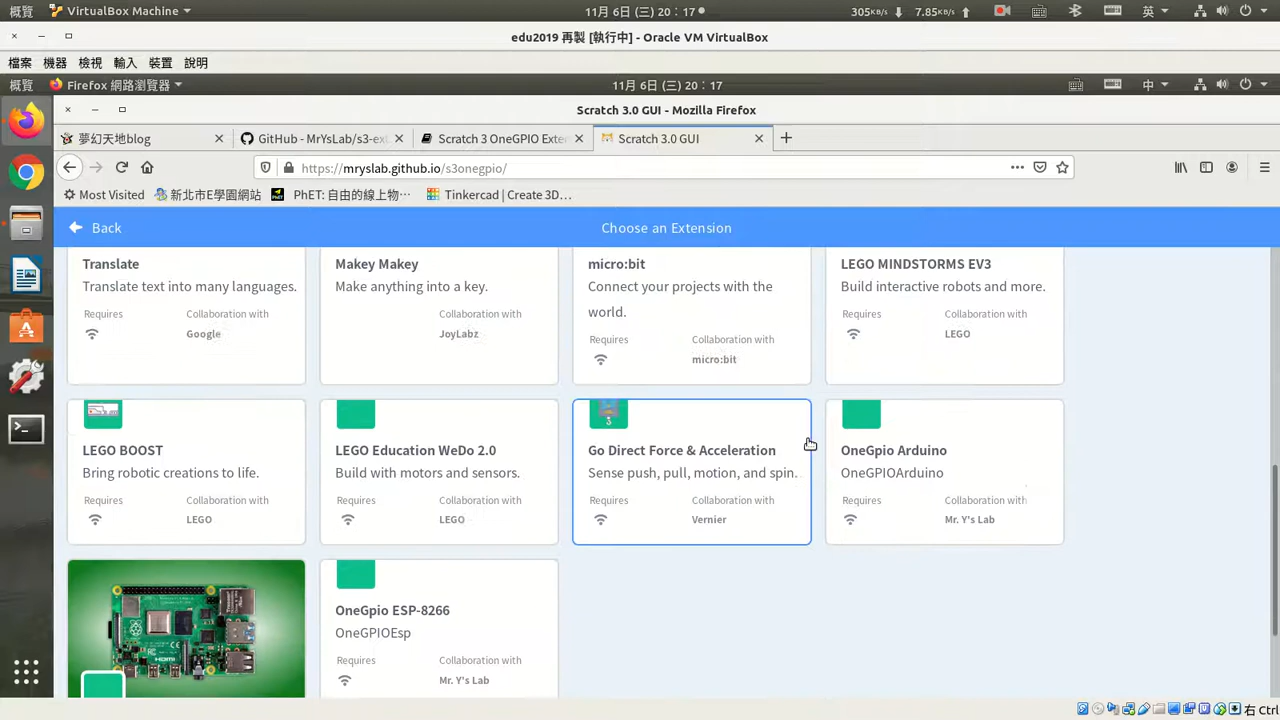 概覽 VirtualBox Machine 11月 6日 (三) 20：17 305KB/s 7.85KB/s 英
edu2019 再製 [執行中] - Oracle VM VirtualBox
檔案 機器 檢視 輸入 裝置 說明
概覽 Firefox 網路瀏覽器 11月 6日 (三) 20：17 中
Scratch 3.0 GUI - Mozilla Firefox
夢幻天地blog GitHub - MrYsLab/s3-ex Scratch 3 OneGPIO Exte Scratch 3.0 GUI
https://mryslab.github.io/s3onegpio/
Most Visited 新北市E學園網站 PhET: 自由的線上物… Tinkercad | Create 3D…
Back Choose an Extension
Translate Makey Makey micro:bit LEGO MINDSTORMS EV3
Translate text into many languages. Make anything into a key. Connect your projects with the Build interactive robots and more.
world.
Requires Collaboration with Collaboration with Requires Collaboration with
Google JoyLabz LEGO
Requires Collaboration with
micro:bit
LEGO BOOST LEGO Education WeDo 2.0 Go Direct Force & Acceleration OneGpio Arduino
Bring robotic creations to life. Build with motors and sensors. Sense push, pull, motion, and spin. OneGPIOArduino
Requires Collaboration with Requires Collaboration with Requires Collaboration with Requires Collaboration with
LEGO LEGO Vernier Mr. Y's Lab
HDMI
OneGpio ESP-8266
OneGPIOEsp
Requires Collaboration with
Mr. Y's Lab
右 Ctrl